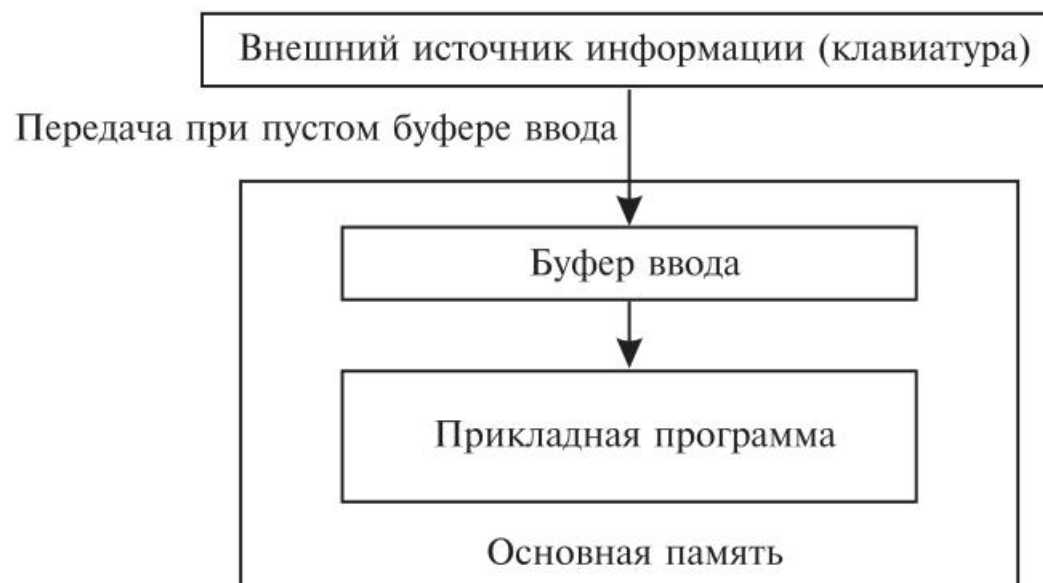 Внешний источник информации (клавиатура)
Передача при пустом буфере ввода
Буфер ввода
Прикладная программа
Основная память